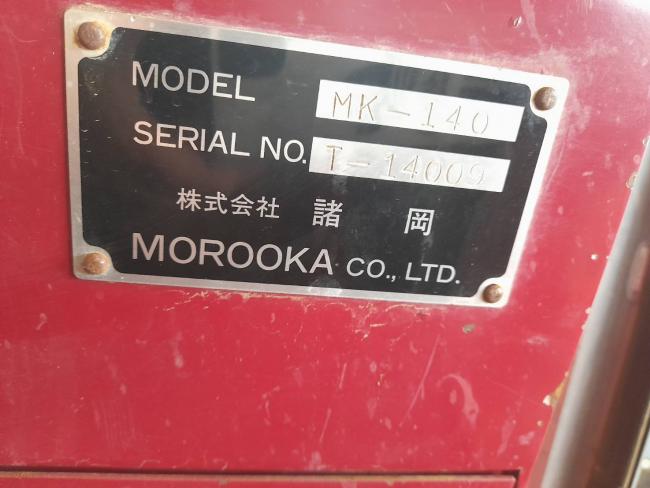 MODEL MK-140
SERIAL NO. T-14009
株式会社 諸岡
MOROOKA CO., LTD.